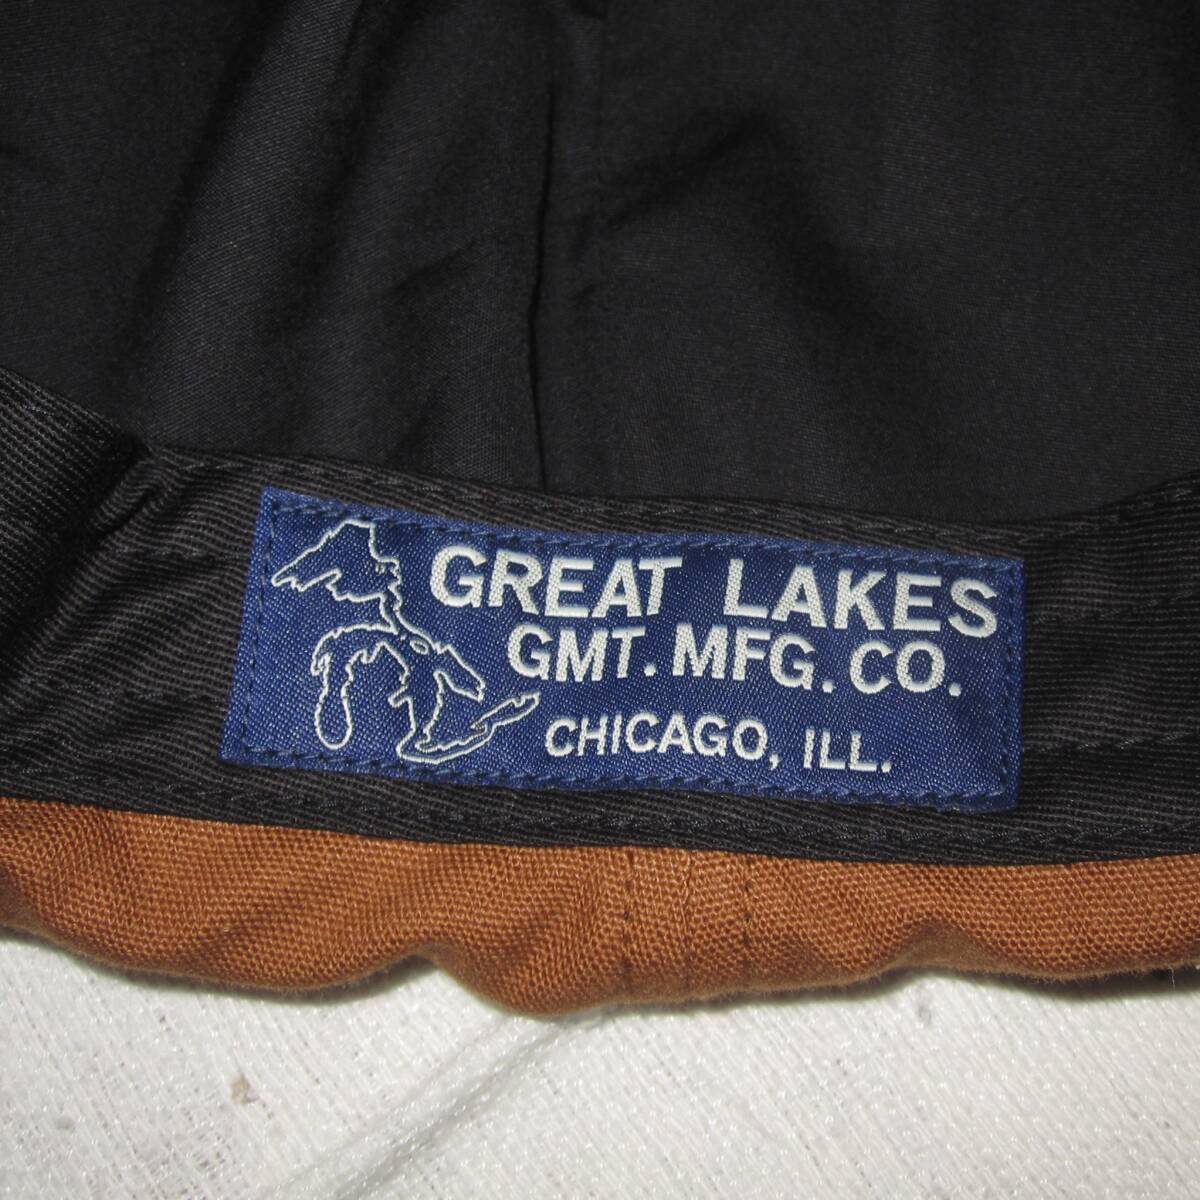 GREAT LAKES
GMT. MFG. CO.
CHICAGO, ILL.